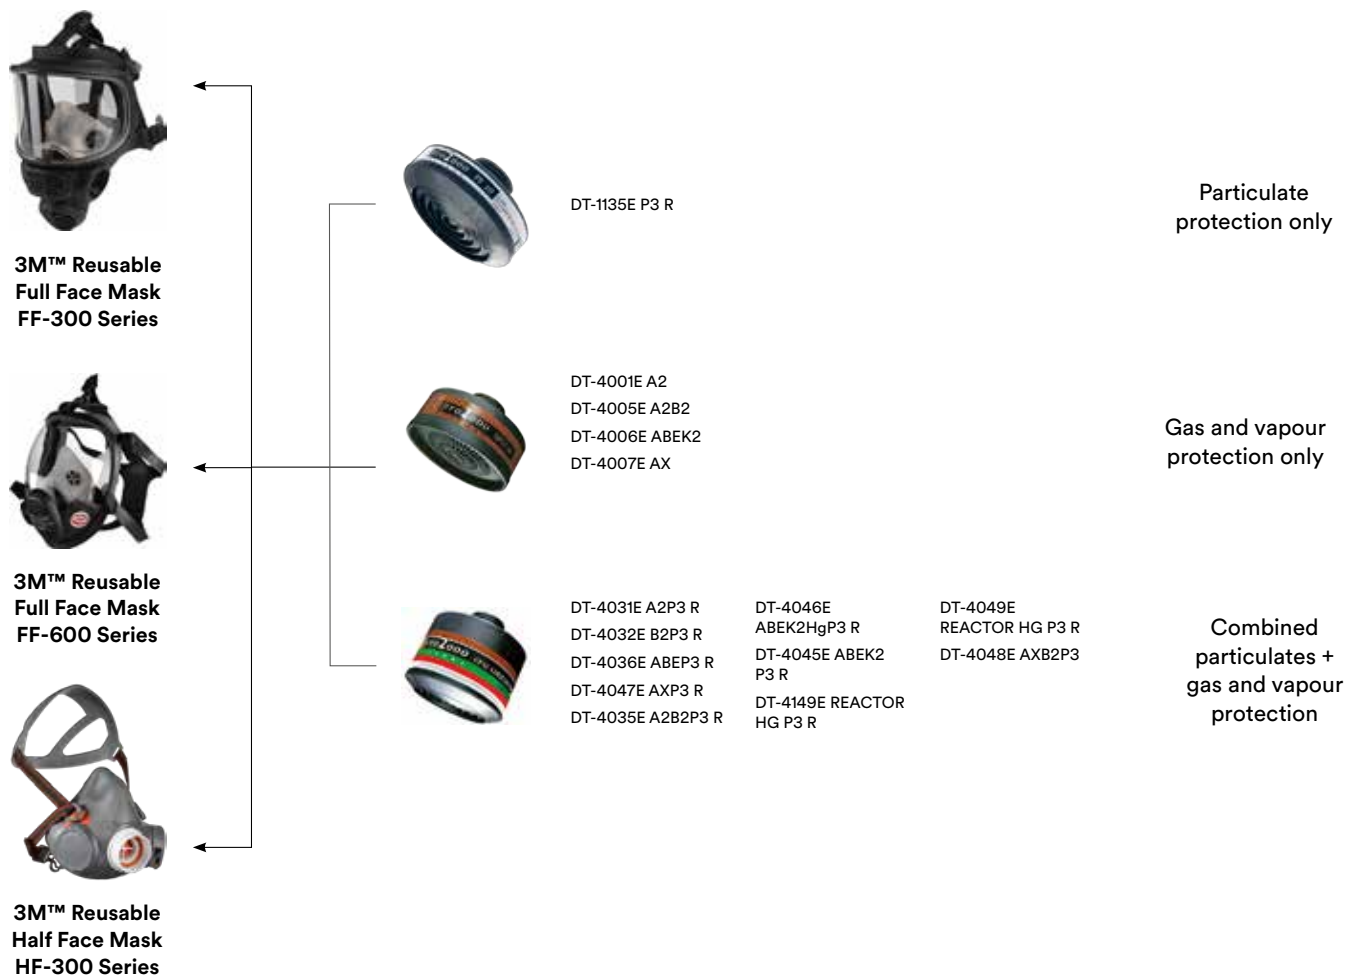 3M™ Reusable
Full Face Mask
FF-300 Series
DT-1135E P3 R
Particulate
protection only
3M™ Reusable
Full Face Mask
FF-600 Series
DT-4001E A2
DT-4005E A2B2
DT-4006E ABEK2
DT-4007E AX
Gas and vapour
protection only
DT-4031E A2P3 R
DT-4032E B2P3 R
DT-4036E ABEP3 R
DT-4047E AXP3 R
DT-4035E A2B2P3 R
DT-4046E
ABEK2HgP3 R
DT-4045E ABEK2
P3 R
DT-4149E REACTOR
HG P3 R
DT-4049E
REACTOR HG P3 R
DT-4048E AXB2P3
Combined
particulates +
gas and vapour
protection
3M™ Reusable
Half Face Mask
HF-300 Series